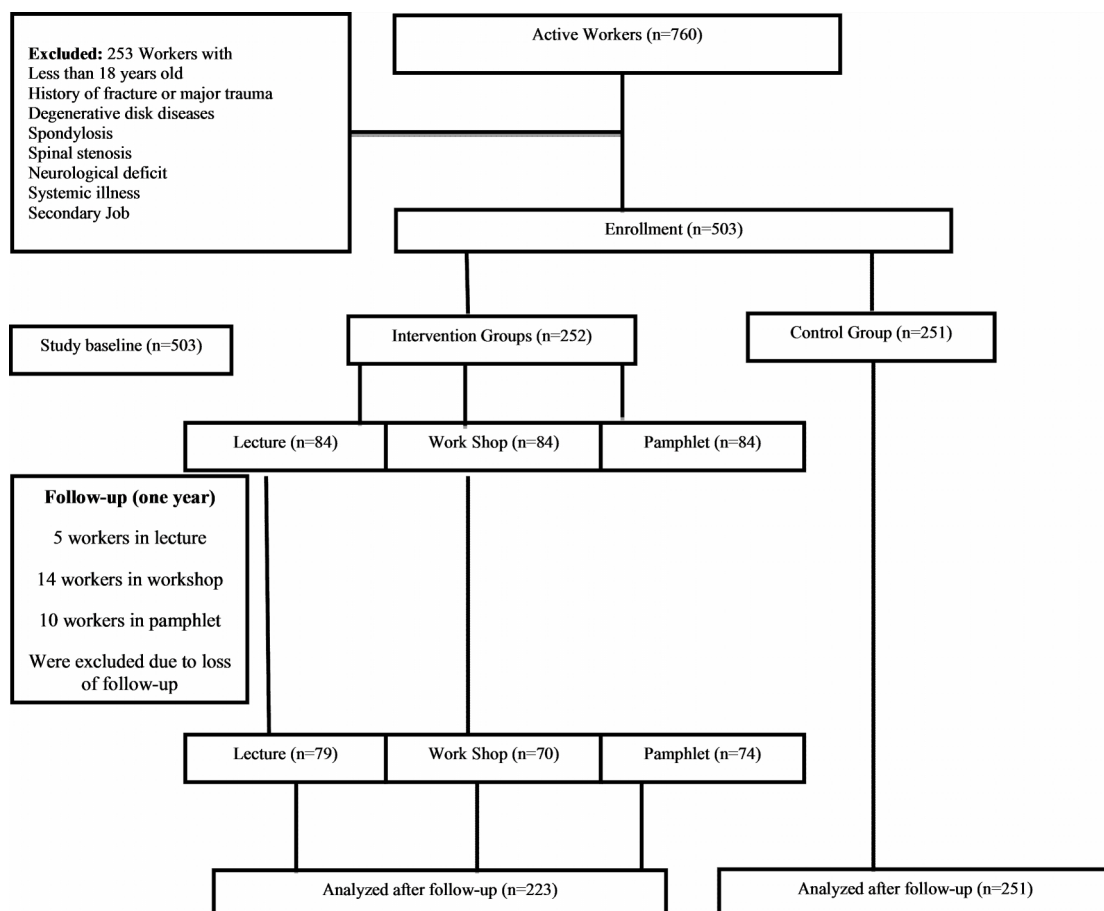 Active Workers (n=760)
Excluded: 253 Workers with
Less than 18 years old
History of fracture or major trauma
Degenerative disk diseases
Spondylosis
Spinal stenosis
Neurological deficit
Systemic illness
Secondary Job
Enrollment (n=503)
Study baseline (n=503)
Intervention Groups (n=252)
Control Group (n=251)
Lecture (n=84)
Work Shop (n=84)
Pamphlet (n=84)
Follow-up (one year)
5 workers in lecture
14 workers in workshop
10 workers in pamphlet
Were excluded due to loss
of follow-up
Lecture (n=79)
Work Shop (n=70)
Pamphlet (n=74)
Analyzed after follow-up (n=223)
Analyzed after follow-up (n=251)